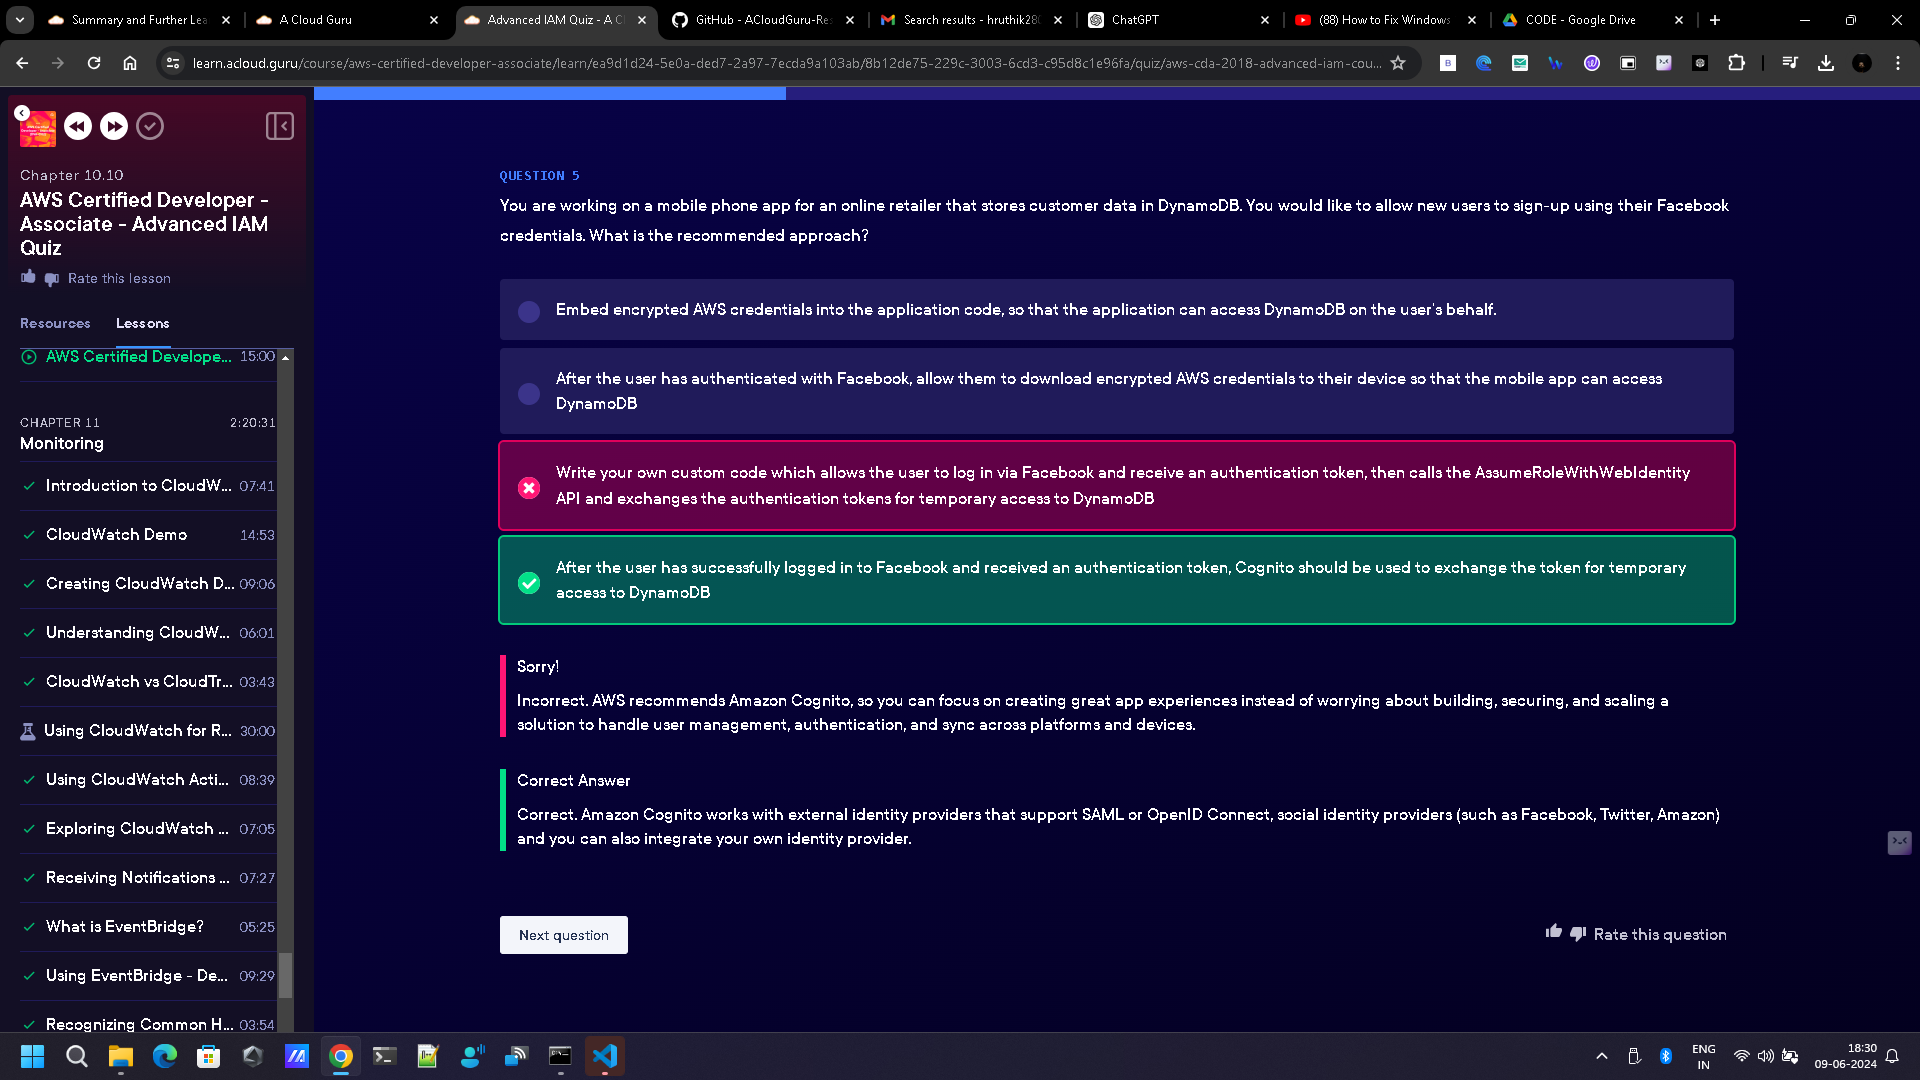 Summary and Further Lea
A Cloud Guru
Advanced IAM Quiz - A Cl
GitHub - ACloudGuru-Res
Search results - hruthik280
ChatGPT
(88) How to Fix Windows
CODE - Google Drive
learn.acloud.guru/course/aws-certified-developer-associate/learn/ea9d1d24-5e0a-ded7-2a97-7ecda9a103ab/8b12de75-229c-3003-6cd3-c95d8c1e96fa/quiz/aws-cda-2018-advanced-iam-cou...
Chapter 10.10
AWS Certified Developer -
Associate - Advanced IAM
Quiz
Rate this lesson
Resources
Lessons
AWS Certified Develope... 15:00
CHAPTER 11 2:20:31
Monitoring
Introduction to CloudW... 07:41
CloudWatch Demo 14:53
Creating CloudWatch D... 09:06
Understanding CloudW... 06:01
CloudWatch vs CloudTr... 03:43
Using CloudWatch for R... 30:00
Using CloudWatch Acti... 08:39
Exploring CloudWatch ... 07:05
Receiving Notifications ... 07:27
What is EventBridge? 05:25
Using EventBridge - De... 09:29
Recognizing Common H... 03:54
QUESTION 5
You are working on a mobile phone app for an online retailer that stores customer data in DynamoDB. You would like to allow new users to sign-up using their Facebook
credentials. What is the recommended approach?
Embed encrypted AWS credentials into the application code, so that the application can access DynamoDB on the user's behalf.
After the user has authenticated with Facebook, allow them to download encrypted AWS credentials to their device so that the mobile app can access
DynamoDB
Write your own custom code which allows the user to log in via Facebook and receive an authentication token, then calls the AssumeRoleWithWebIdentity
API and exchanges the authentication tokens for temporary access to DynamoDB
After the user has successfully logged in to Facebook and received an authentication token, Cognito should be used to exchange the token for temporary
access to DynamoDB
Sorry!
Incorrect. AWS recommends Amazon Cognito, so you can focus on creating great app experiences instead of worrying about building, securing, and scaling a
solution to handle user management, authentication, and sync across platforms and devices.
Correct Answer
Correct. Amazon Cognito works with external identity providers that support SAML or OpenID Connect, social identity providers (such as Facebook, Twitter, Amazon)
and you can also integrate your own identity provider.
Next question
Rate this question
ENG
IN
18:30
09-06-2024